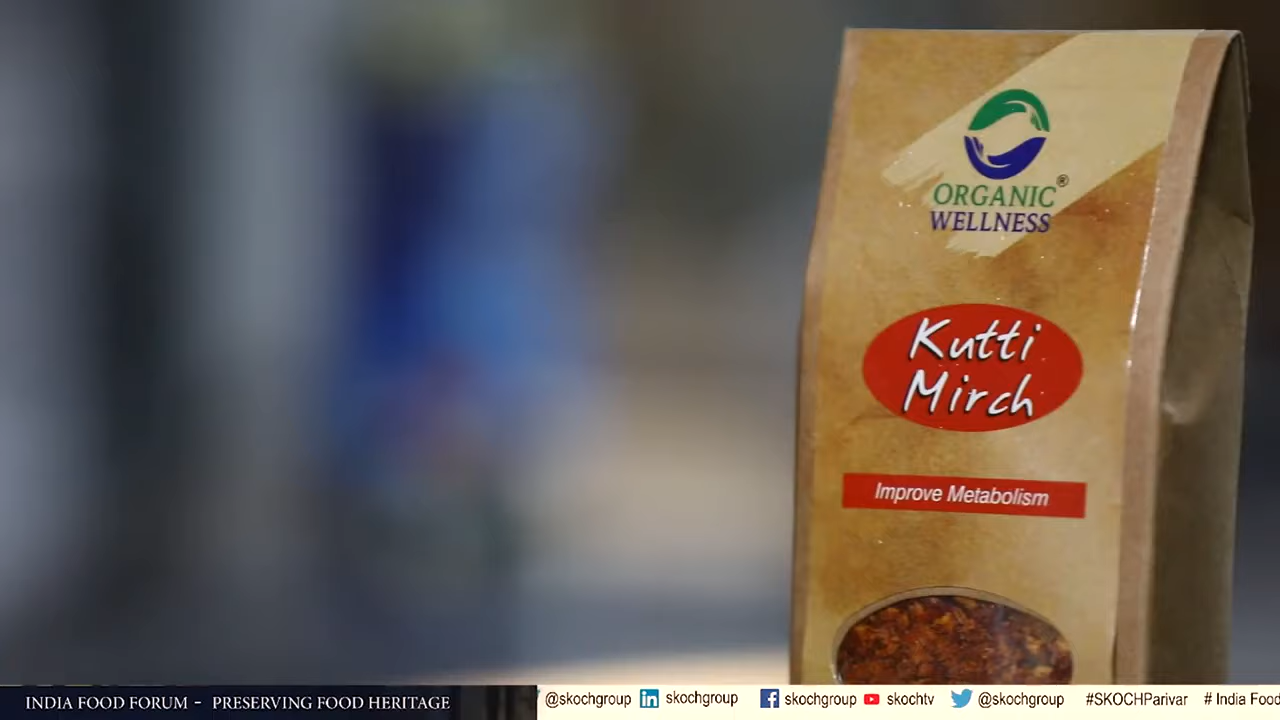 ORGANIC ®
WELLNESS
Kutti
Mirch
Improve Metabolism
INDIA FOOD FORUM - PRESERVING FOOD HERITAGE
@skochgroup in skochgroup f skochgroup skochtv @skochgroup #SKOCHParivar # India Food